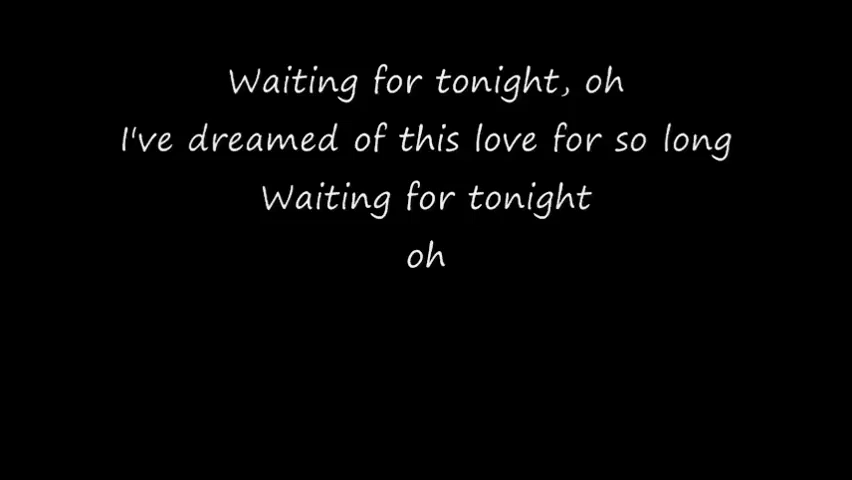 Waiting for tonight, oh
I've dreamed of this love for so long
Waiting for tonight
oh